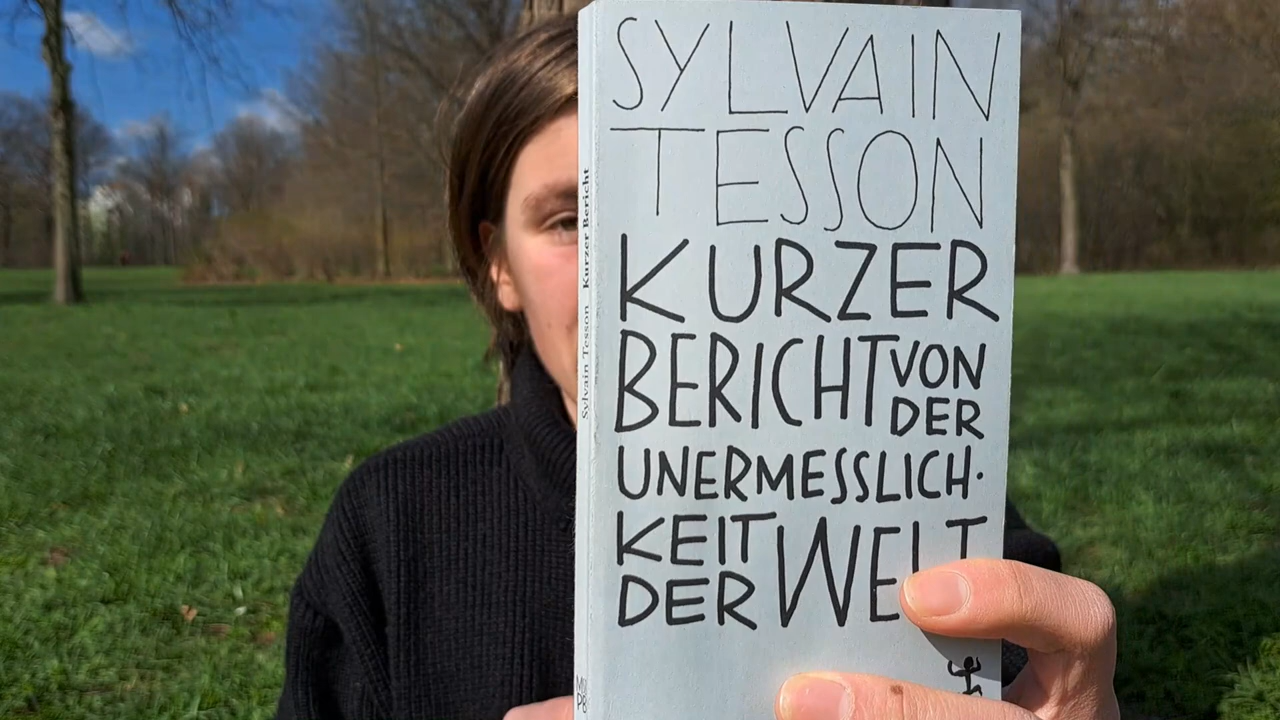 SYLVAIN
TESSON
KURZER
BERICHT VON
DER
UNERMESSLICH·
KEIT
DER WELT
Sylvain Tesson Kurzer Bericht